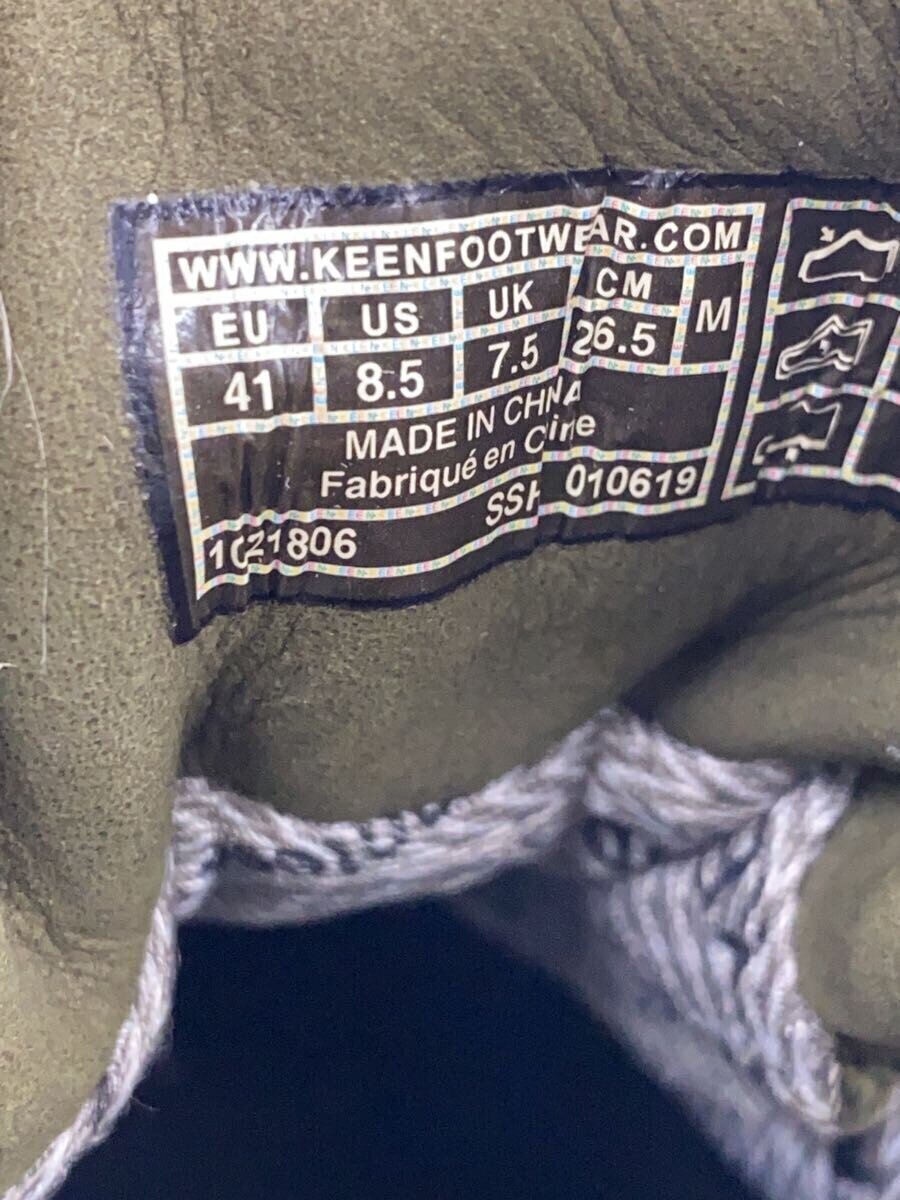 WWW.KEENFOOTWEAR.COM
EU US UK CM M
41 8.5 7.5 26.5
MADE IN CHINA
Fabriqué en Chine
SSH 010619
1021806